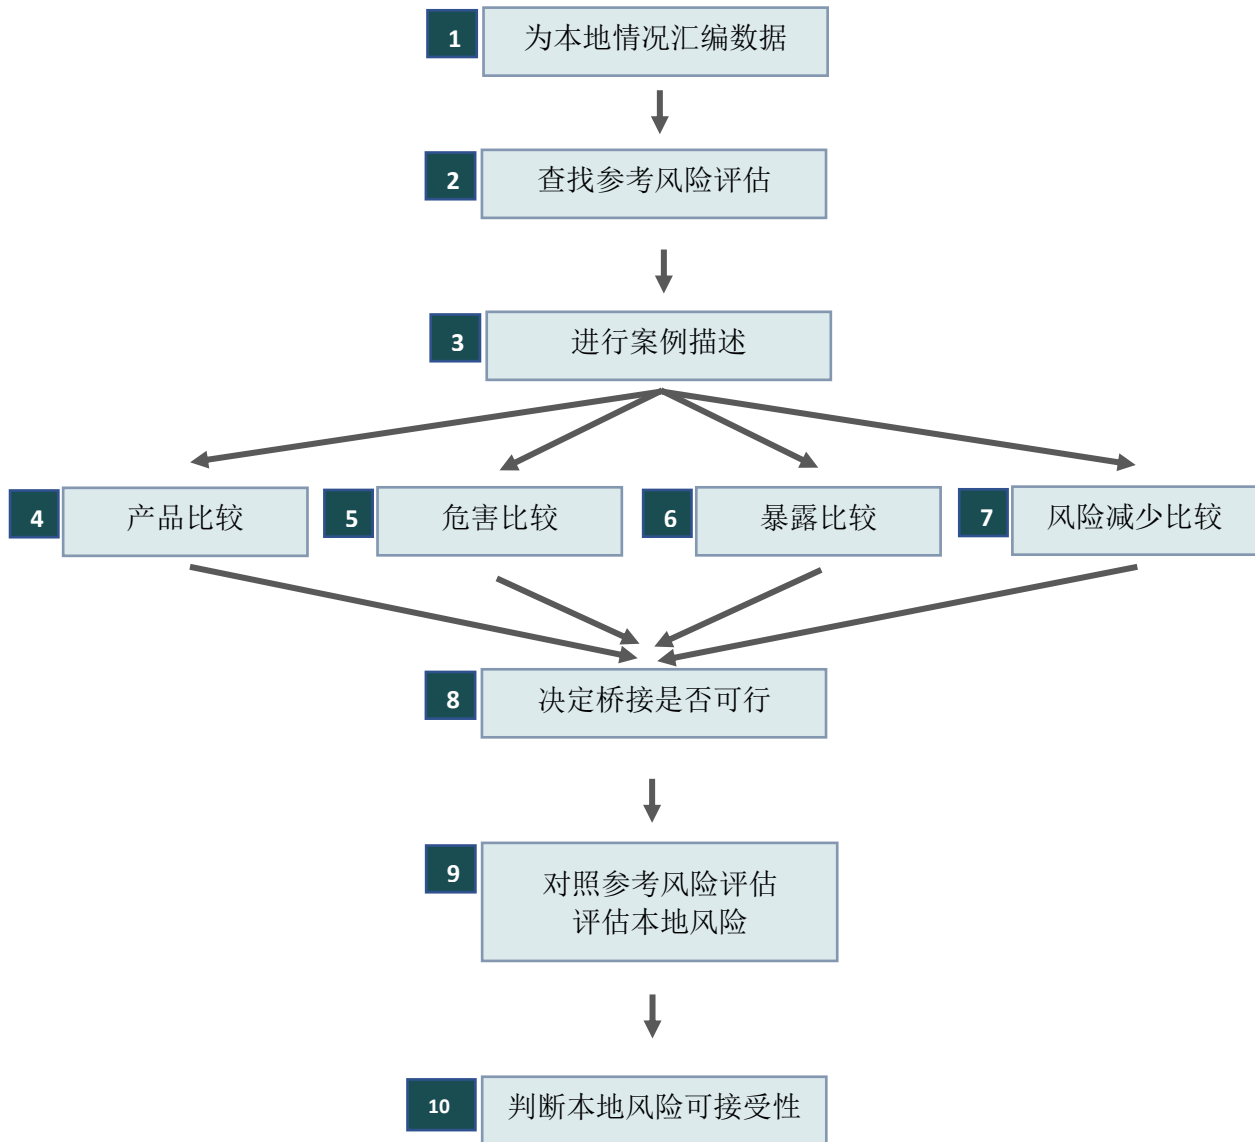 1
为本地情况汇编数据
2
查找参考风险评估
3
进行案例描述
4
产品比较
5
危害比较
6
暴露比较
7
风险减少比较
8
决定桥接是否可行
9
对照参考风险评估
评估本地风险
10
判断本地风险可接受性